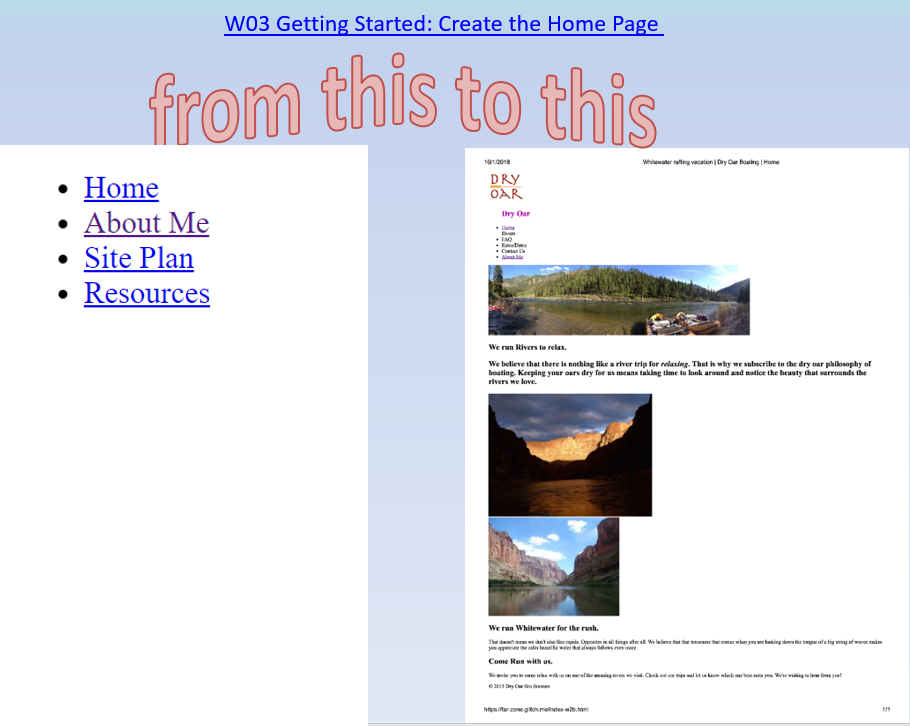 W03 Getting Started: Create the Home Page
from this to this
Home
About Me
Site Plan
Resources
10/1/2018 Whitewater rafting vacation | Dry Oar Boating | Home
DRY
OAR
Dry Oar
Home
Rivers
FAQ
Rates/Dates
Contact Us
About Me
We run Rivers to relax.
We believe that there is nothing like a river trip for relaxing. That is why we subscribe to the dry oar philosophy of
boating. Keeping your oars dry for us means taking time to look around and notice the beauty that surrounds the
rivers we love.
We run Whitewater for the rush.
That doesn't mean we don't also like rapids. Opposites in all things after all. We believe that that tenseness that comes when you are looking down the tongue of a big string of waves makes
you appreciate the calm beautiful water that always follows even more.
Come Run with us.
We invite you to come relax with us on one of the amazing rivers we visit. Check out our trips and let us know which one best suits you. We're waiting to hear from you!
© 2015 Dry Oar
https://far-zone.glitch.me/index-w2b.html 1/1